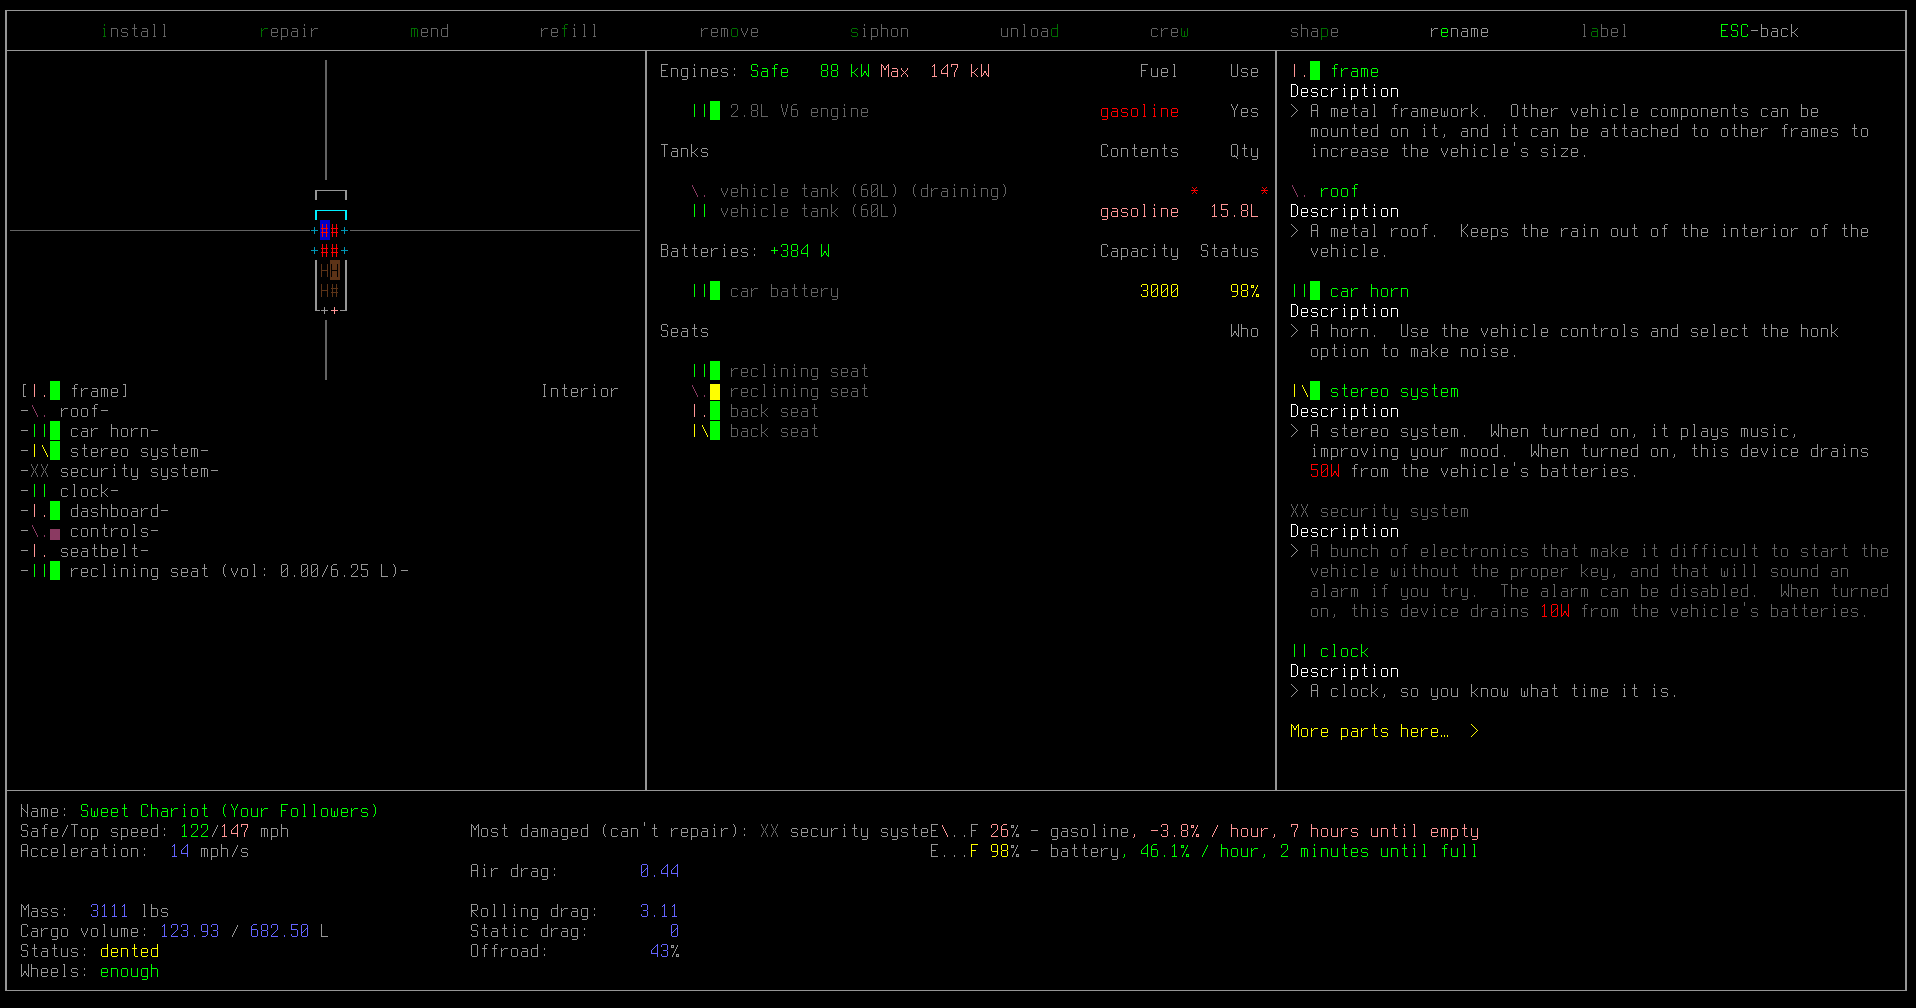 install repair mend refill remove siphon unload crew shape rename label ESC-back
Engines: Safe 88 kW Max 147 kW Fuel Use
|| 2.8L V6 engine gasoline Yes
Tanks Contents Qty
\. vehicle tank (60L) (draining) * *
|| vehicle tank (60L) gasoline 15.8L
Batteries: +384 W Capacity Status
|| car battery 3000 98%
Seats Who
|| reclining seat
\. reclining seat
|. back seat
|\ back seat
[|. frame] Interior
-\. roof-
-|| car horn-
-|\ stereo system-
-XX security system-
-|| clock-
-|. dashboard-
-\. controls-
-|. seatbelt-
-|| reclining seat (vol: 0.00/6.25 L)-
|. frame
Description
> A metal framework.  Other vehicle components can be
mounted on it, and it can be attached to other frames to
increase the vehicle's size.
\. roof
Description
> A metal roof.  Keeps the rain out of the interior of the
vehicle.
|| car horn
Description
> A horn.  Use the vehicle controls and select the honk
option to make noise.
|\ stereo system
Description
> A stereo system.  When turned on, it plays music,
improving your mood.  When turned on, this device drains
50W from the vehicle's batteries.
XX security system
Description
> A bunch of electronics that make it difficult to start the
vehicle without the proper key, and that will sound an
alarm if you try.  The alarm can be disabled.  When turned
on, this device drains 10W from the vehicle's batteries.
|| clock
Description
> A clock, so you know what time it is.
More parts here…  >
Name: Sweet Chariot (Your Followers)
Safe/Top speed: 122/147 mph Most damaged (can't repair): XX security systeE\..F 26% - gasoline, -3.8% / hour, 7 hours until empty
Acceleration: 14 mph/s E...F 98% - battery, 46.1% / hour, 2 minutes until full
Air drag: 0.44
Mass: 3111 lbs Rolling drag: 3.11
Cargo volume: 123.93 / 682.50 L Static drag: 0
Status: dented Offroad: 43%
Wheels: enough